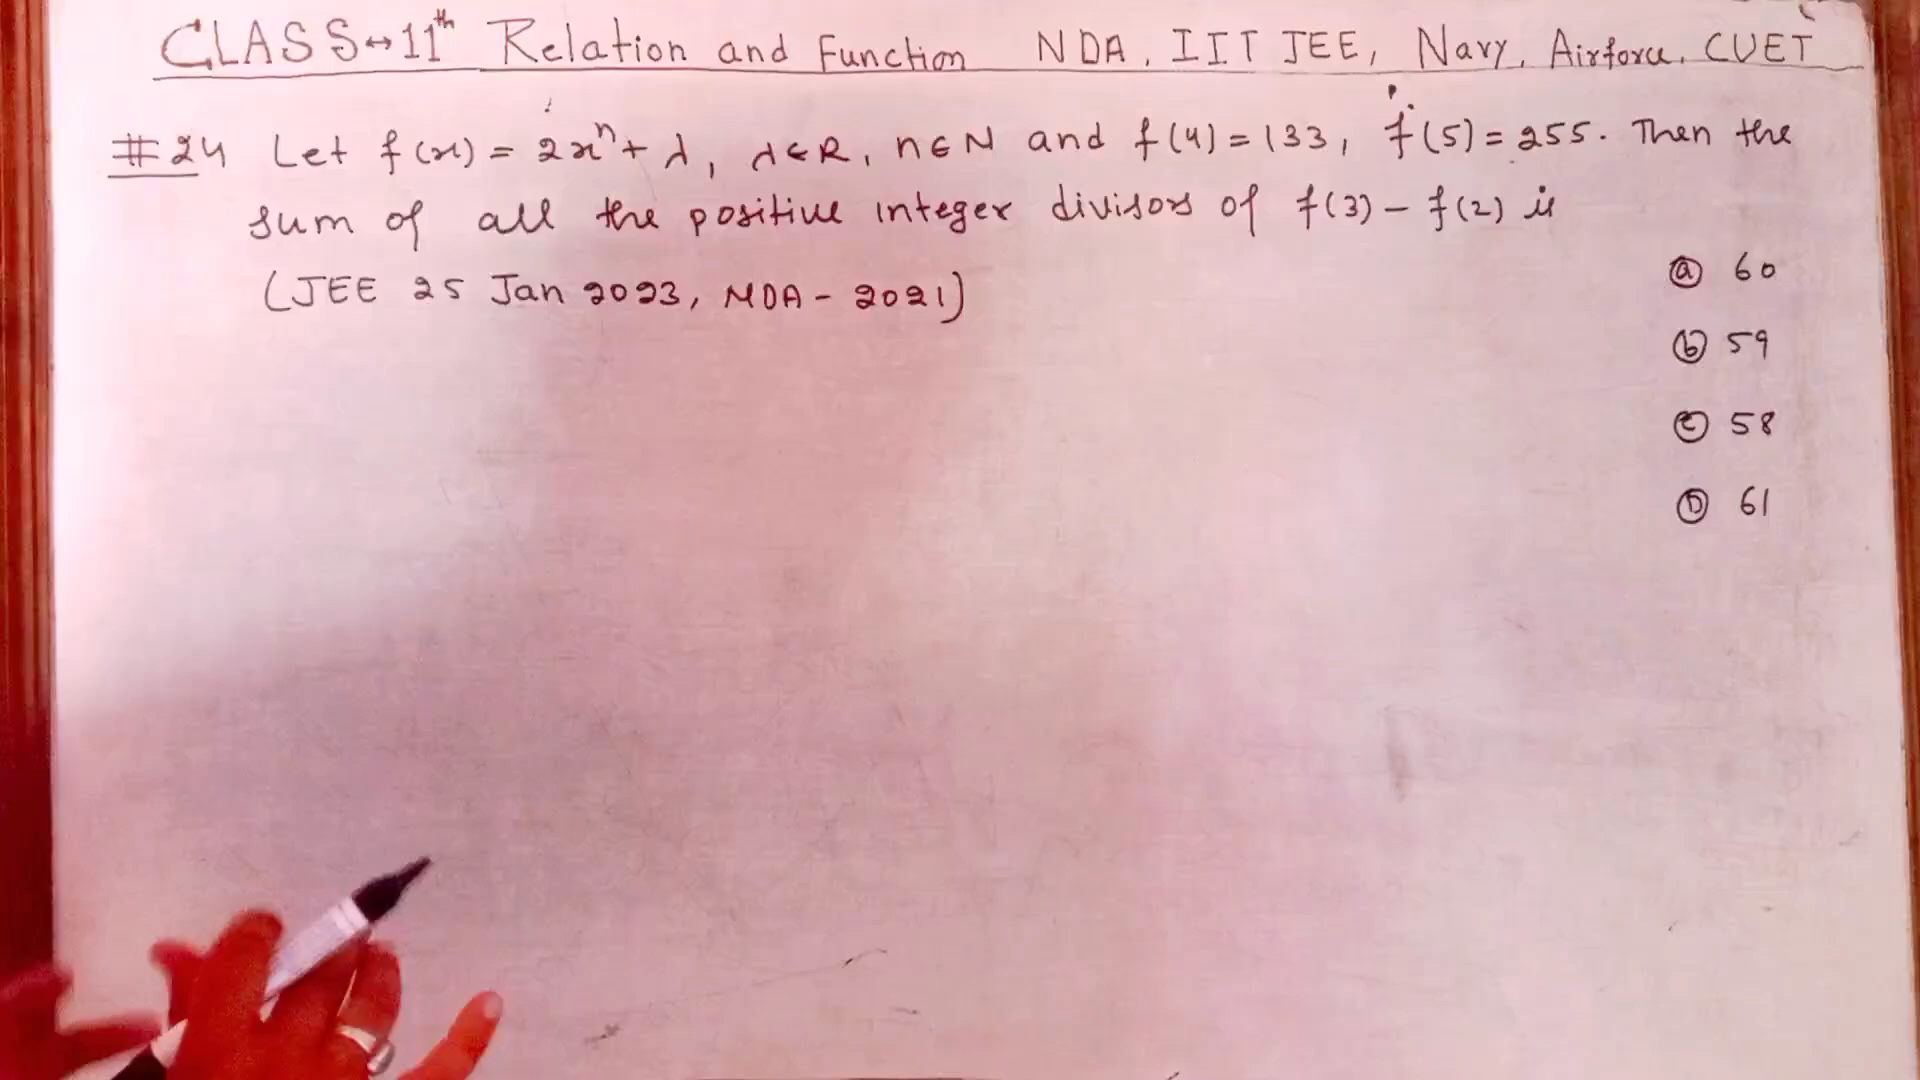 CLASS↔11th Relation and Function NDA, IIT JEE, Navy, Airforce, CUET
#24 Let f(x) = 2xⁿ + λ, λ∈R, n∈N and f(4) = 133, f(5) = 255. Then the
sum of all the positive integer divisors of f(3) - f(2) is
(JEE 25 Jan 2023, NDA - 2021)
ⓐ 60
ⓑ 59
ⓒ 58
Ⓓ 61